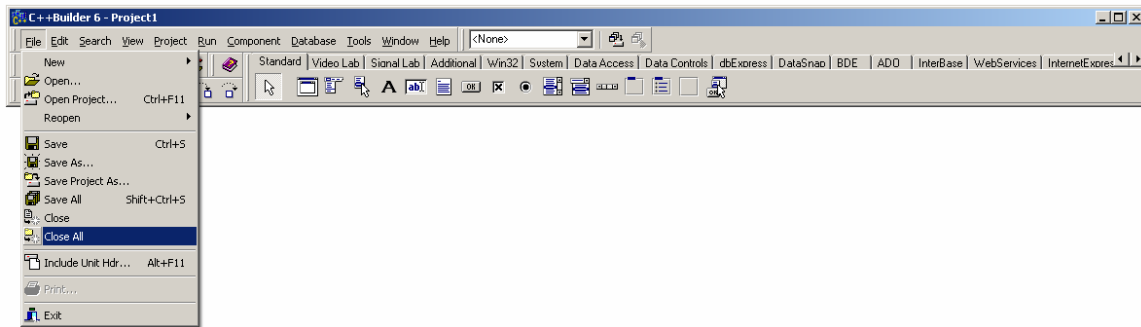 C++Builder 6 - Project1
File Edit Search View Project Run Component Database Tools Window Help <None>
Standard Video Lab Signal Lab Additional Win32 System Data Access Data Controls dbExpress DataSnap BDE ADO InterBase WebServices InternetExpres
New
Open...
Open Project... Ctrl+F11
Reopen
Save Ctrl+S
Save As...
Save Project As...
Save All Shift+Ctrl+S
Close
Close All
Include Unit Hdr... Alt+F11
Print...
Exit